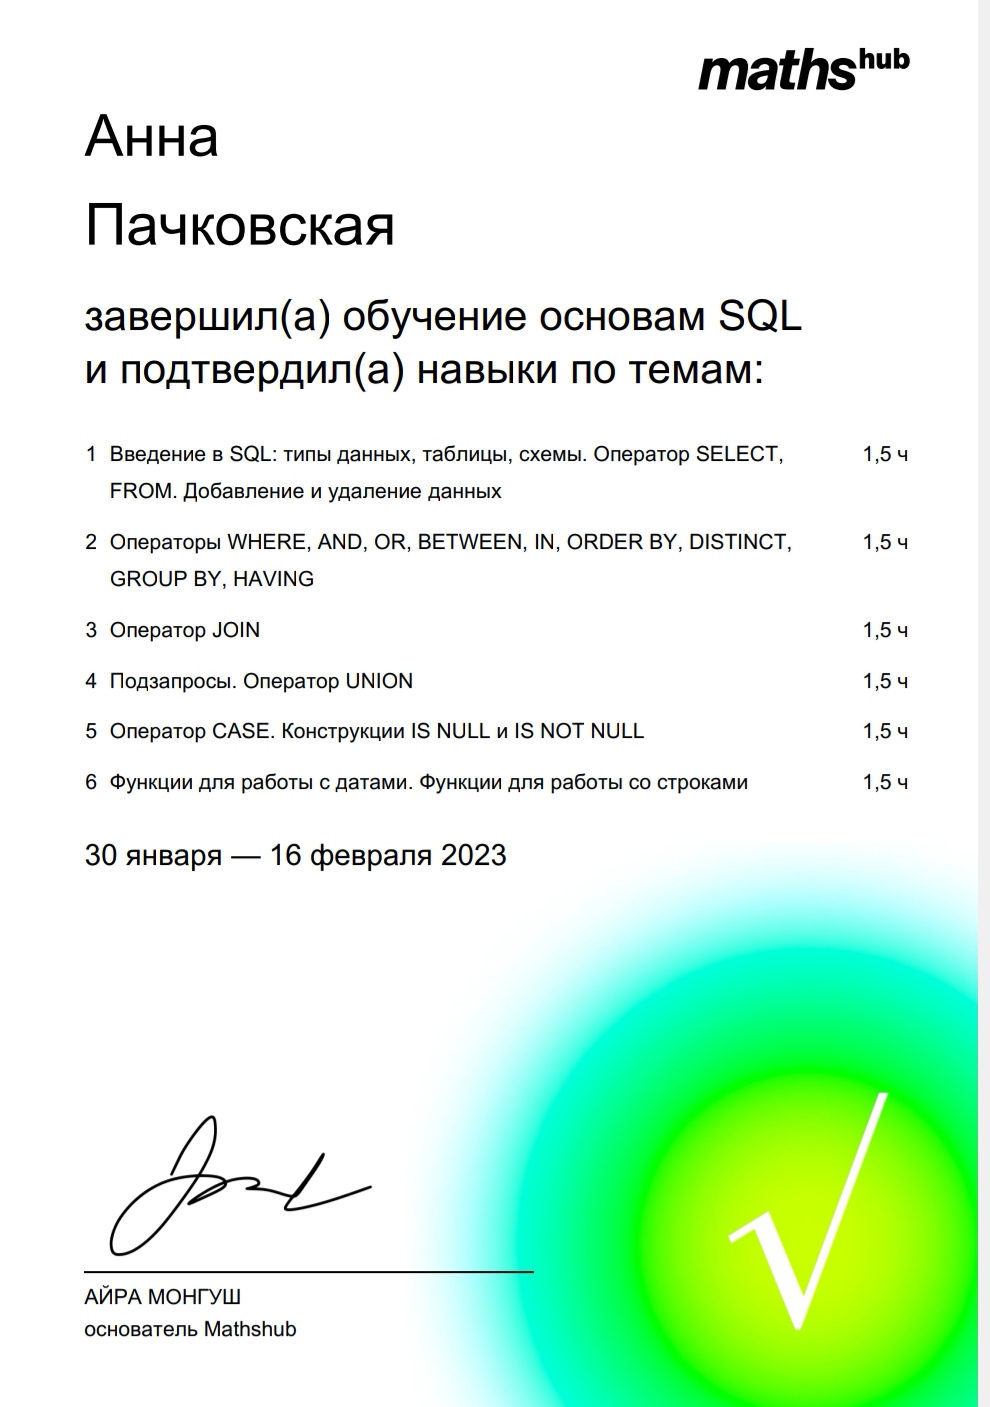 mathshub
Анна
Пачковская
завершил(а) обучение основам SQL
и подтвердил(а) навыки по темам:
1 Введение в SQL: типы данных, таблицы, схемы. Оператор SELECT, 1,5 ч
FROM. Добавление и удаление данных
2 Операторы WHERE, AND, OR, BETWEEN, IN, ORDER BY, DISTINCT, 1,5 ч
GROUP BY, HAVING
3 Оператор JOIN 1,5 ч
4 Подзапросы. Оператор UNION 1,5 ч
5 Оператор CASE. Конструкции IS NULL и IS NOT NULL 1,5 ч
6 Функции для работы с датами. Функции для работы со строками 1,5 ч
30 января — 16 февраля 2023
√
АЙРА МОНГУШ
основатель Mathshub